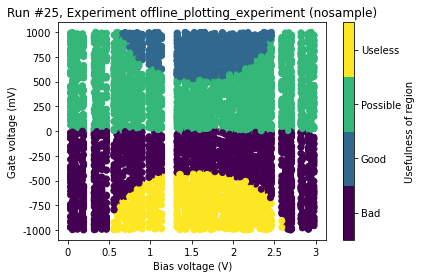 Run #25, Experiment offline_plotting_experiment (nosample)
1000
750
500
250
0
-250
-500
-750
-1000
Gate voltage (mV)
0
0.5
1
1.5
2
2.5
3
Bias voltage (V)
Useless
Possible
Good
Bad
Usefulness of region